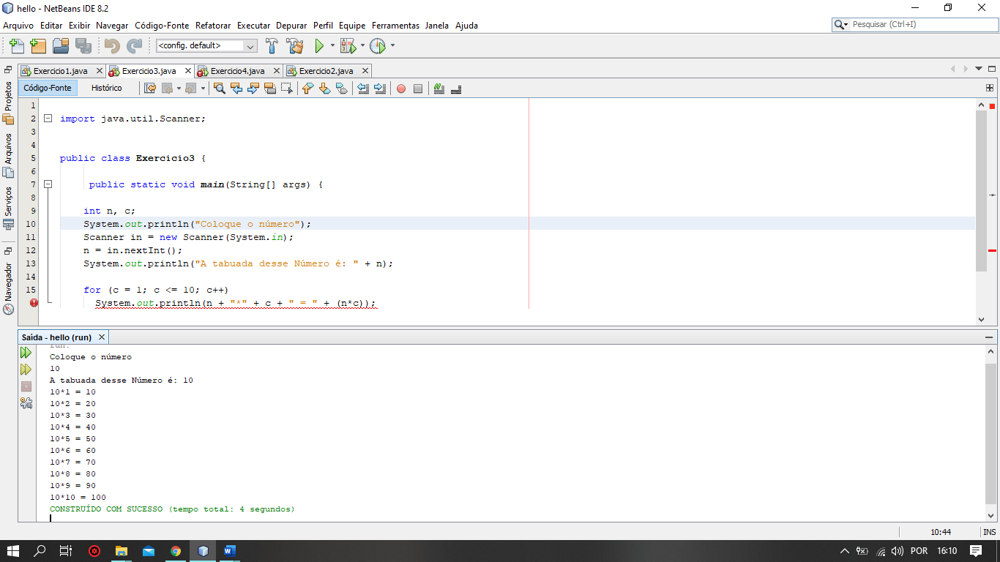 hello - NetBeans IDE 8.2
Arquivo Editar Exibir Navegar Código-Fonte Refatorar Executar Depurar Perfil Equipe Ferramentas Janela Ajuda
Pesquisar (Ctrl+I)
<config. default>
Exercicio1.java Exercicio3.java Exercicio4.java Exercicio2.java
Código-Fonte Histórico
Projetos
Arquivos
Serviços
Navegador
1
2 import java.util.Scanner;
3
4
5 public class Exercicio3 {
6
7 public static void main(String[] args) {
8
9 int n, c;
10 System.out.println("Coloque o número");
11 Scanner in = new Scanner(System.in);
12 n = in.nextInt();
13 System.out.println("A tabuada desse Número é: " + n);
14
15 for (c = 1; c <= 10; c++)
System.out.println(n + "*" + c + " = " + (n*c));
Saída - hello (run)
run:
Coloque o número
10
A tabuada desse Número é: 10
10*1 = 10
10*2 = 20
10*3 = 30
10*4 = 40
10*5 = 50
10*6 = 60
10*7 = 70
10*8 = 80
10*9 = 90
10*10 = 100
CONSTRUÍDO COM SUCESSO (tempo total: 4 segundos)
10:44 INS
POR 16:10